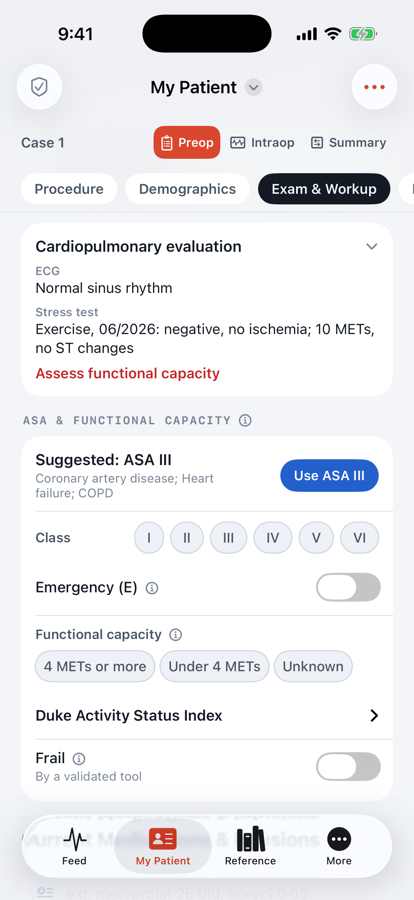 9:41
My Patient
Case 1
Preop
Intraop
Summary
Procedure
Demographics
Exam & Workup
Cardiopulmonary evaluation
ECG
Normal sinus rhythm
Stress test
Exercise, 06/2026: negative, no ischemia; 10 METs,
no ST changes
Assess functional capacity
ASA & FUNCTIONAL CAPACITY
Suggested: ASA III
Coronary artery disease; Heart
failure; COPD
Use ASA III
Class
I
II
III
IV
V
VI
Emergency (E)
Functional capacity
4 METs or more
Under 4 METs
Unknown
Duke Activity Status Index
Frail
By a validated tool
Feed
My Patient
Reference
More